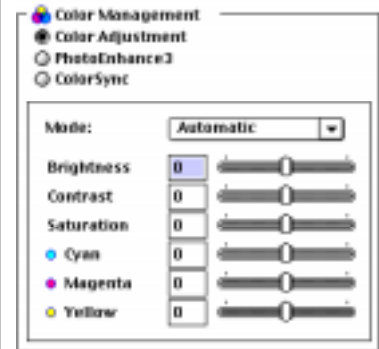 Color Management
Color Adjustment
PhotoEnhance3
ColorSync
Mode: Automatic
Brightness 0
Contrast 0
Saturation 0
Cyan 0
Magenta 0
Yellow 0